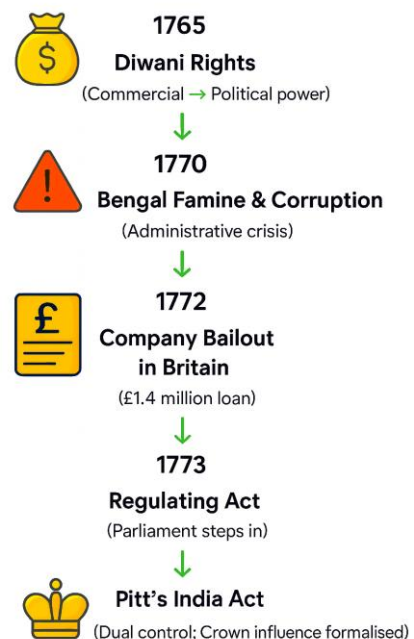 1765
$
Diwani Rights
(Commercial → Political power)
1770
!
Bengal Famine & Corruption
(Administrative crisis)
1772
£
Company Bailout
in Britain
(£1.4 million loan)
1773
Regulating Act
(Parliament steps in)
Pitt's India Act
(Dual control; Crown influence formalised)